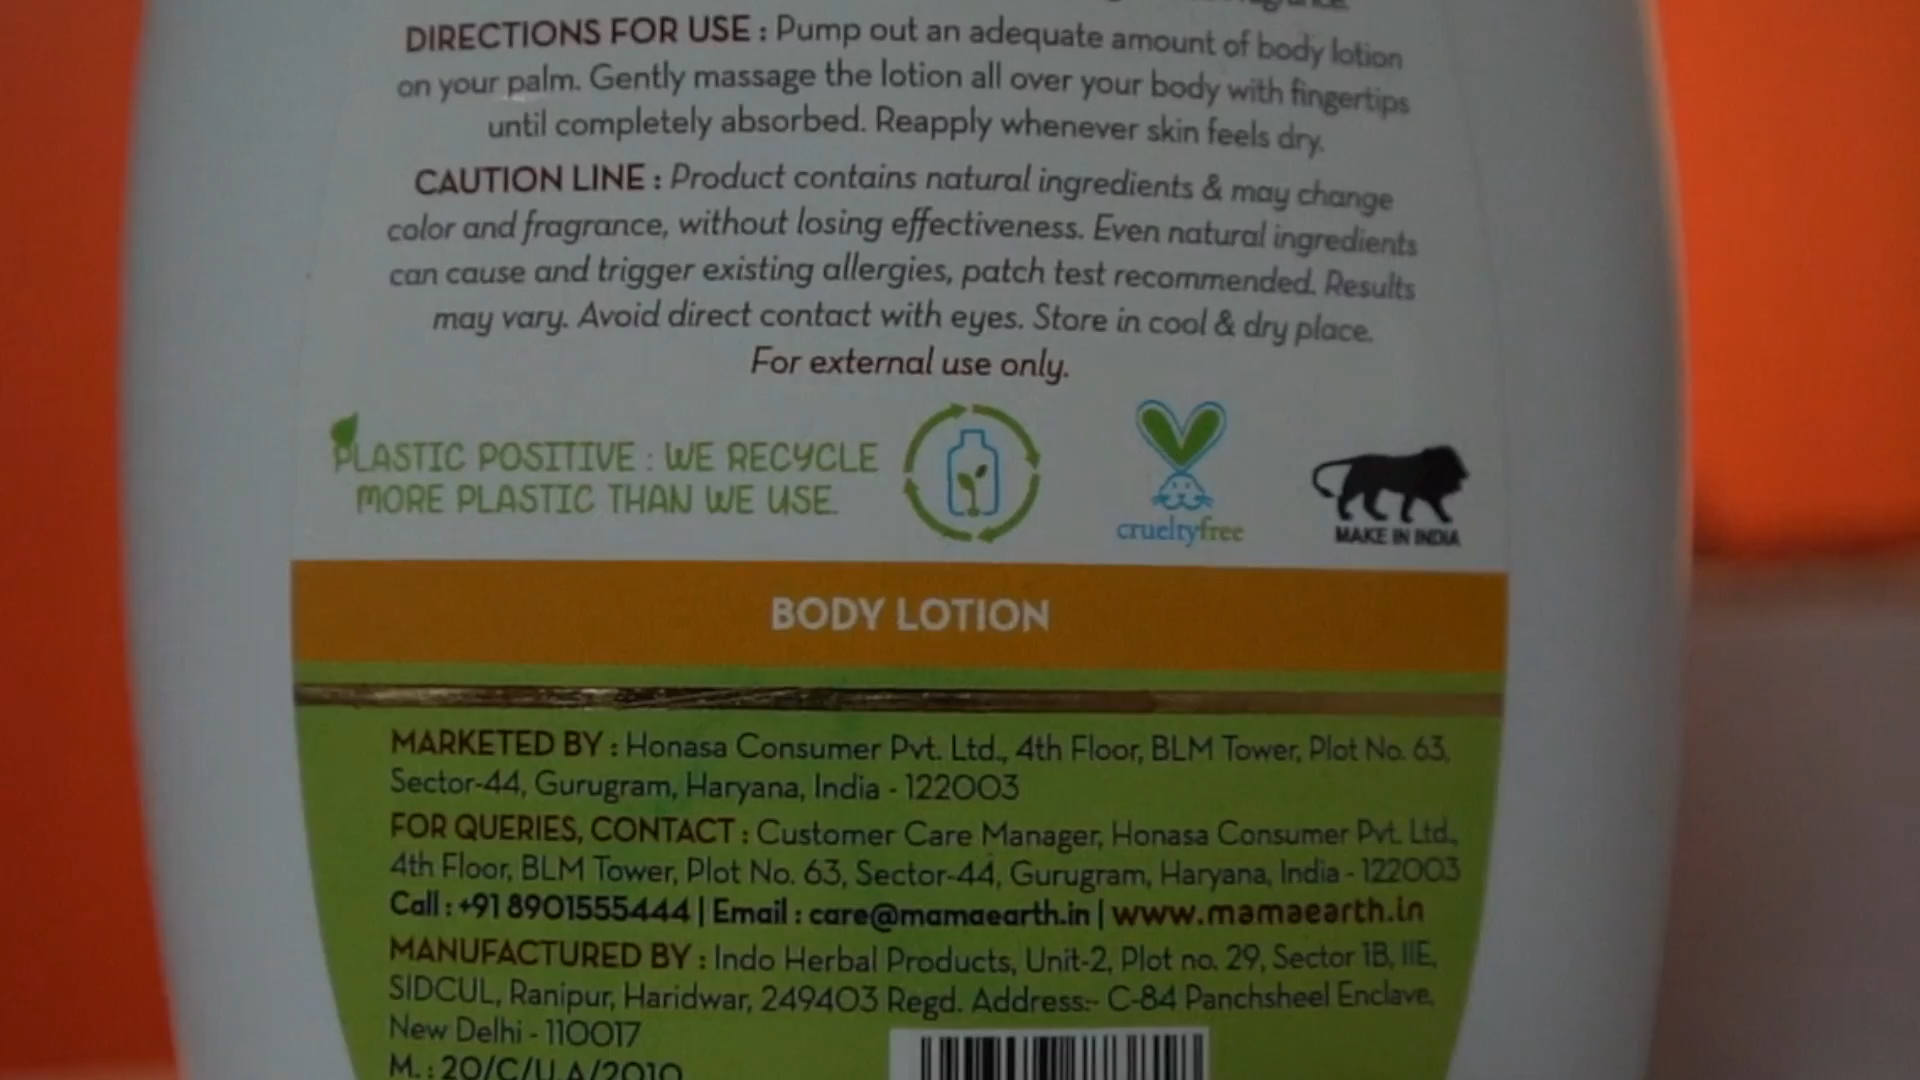 DIRECTIONS FOR USE : Pump out an adequate amount of body lotion
on your palm. Gently massage the lotion all over your body with fingertips
until completely absorbed. Reapply whenever skin feels dry.
CAUTION LINE : Product contains natural ingredients & may change
color and fragrance, without losing effectiveness. Even natural ingredients
can cause and trigger existing allergies, patch test recommended. Results
may vary. Avoid direct contact with eyes. Store in cool & dry place.
For external use only.
PLASTIC POSITIVE : WE RECYCLE
MORE PLASTIC THAN WE USE.
crueltyfree
MAKE IN INDIA
BODY LOTION
MARKETED BY : Honasa Consumer Pvt. Ltd., 4th Floor, BLM Tower, Plot No. 63,
Sector-44, Gurugram, Haryana, India - 122003
FOR QUERIES, CONTACT : Customer Care Manager, Honasa Consumer Pvt. Ltd.,
4th Floor, BLM Tower, Plot No. 63, Sector-44, Gurugram, Haryana, India - 122003
Call : +91 8901555444 | Email : care@mamaearth.in | www.mamaearth.in
MANUFACTURED BY : Indo Herbal Products, Unit-2, Plot no. 29, Sector 1B, IIE,
SIDCUL, Ranipur, Haridwar, 249403 Regd. Address:- C-84 Panchsheel Enclave,
New Delhi - 110017
M. : 20/C/U.A/2010